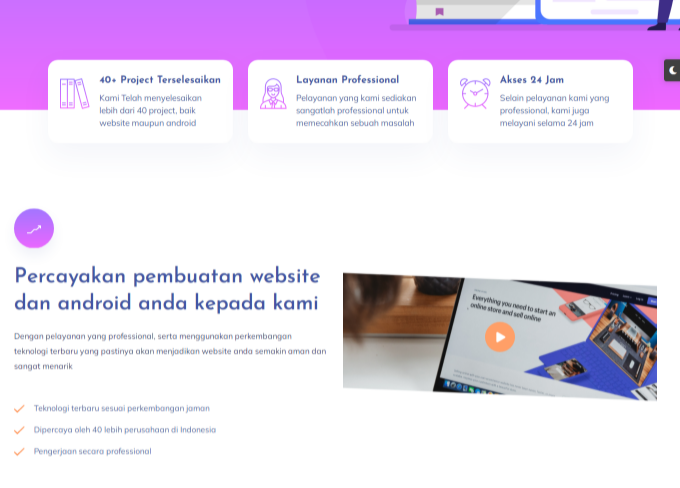 40+ Project Terselesaikan
Kami Telah menyelesaikan
lebih dari 40 project, baik
website maupun android
Layanan Professional
Pelayanan yang kami sediakan
sangatlah professional untuk
memecahkan sebuah masalah
Akses 24 Jam
Selain pelayanan kami yang
professional, kami juga
melayani selama 24 jam
Percayakan pembuatan website
dan android anda kepada kami
Dengan pelayanan yang professional, serta menggunakan perkembangan
teknologi terbaru yang pastinya akan menjadikan website anda semakin aman dan
sangat menarik
Everything you need to start an
online store and sell online
Teknologi terbaru sesuai perkembangan jaman
Dipercaya oleh 40 lebih perusahaan di Indonesia
Pengerjaan secara professional